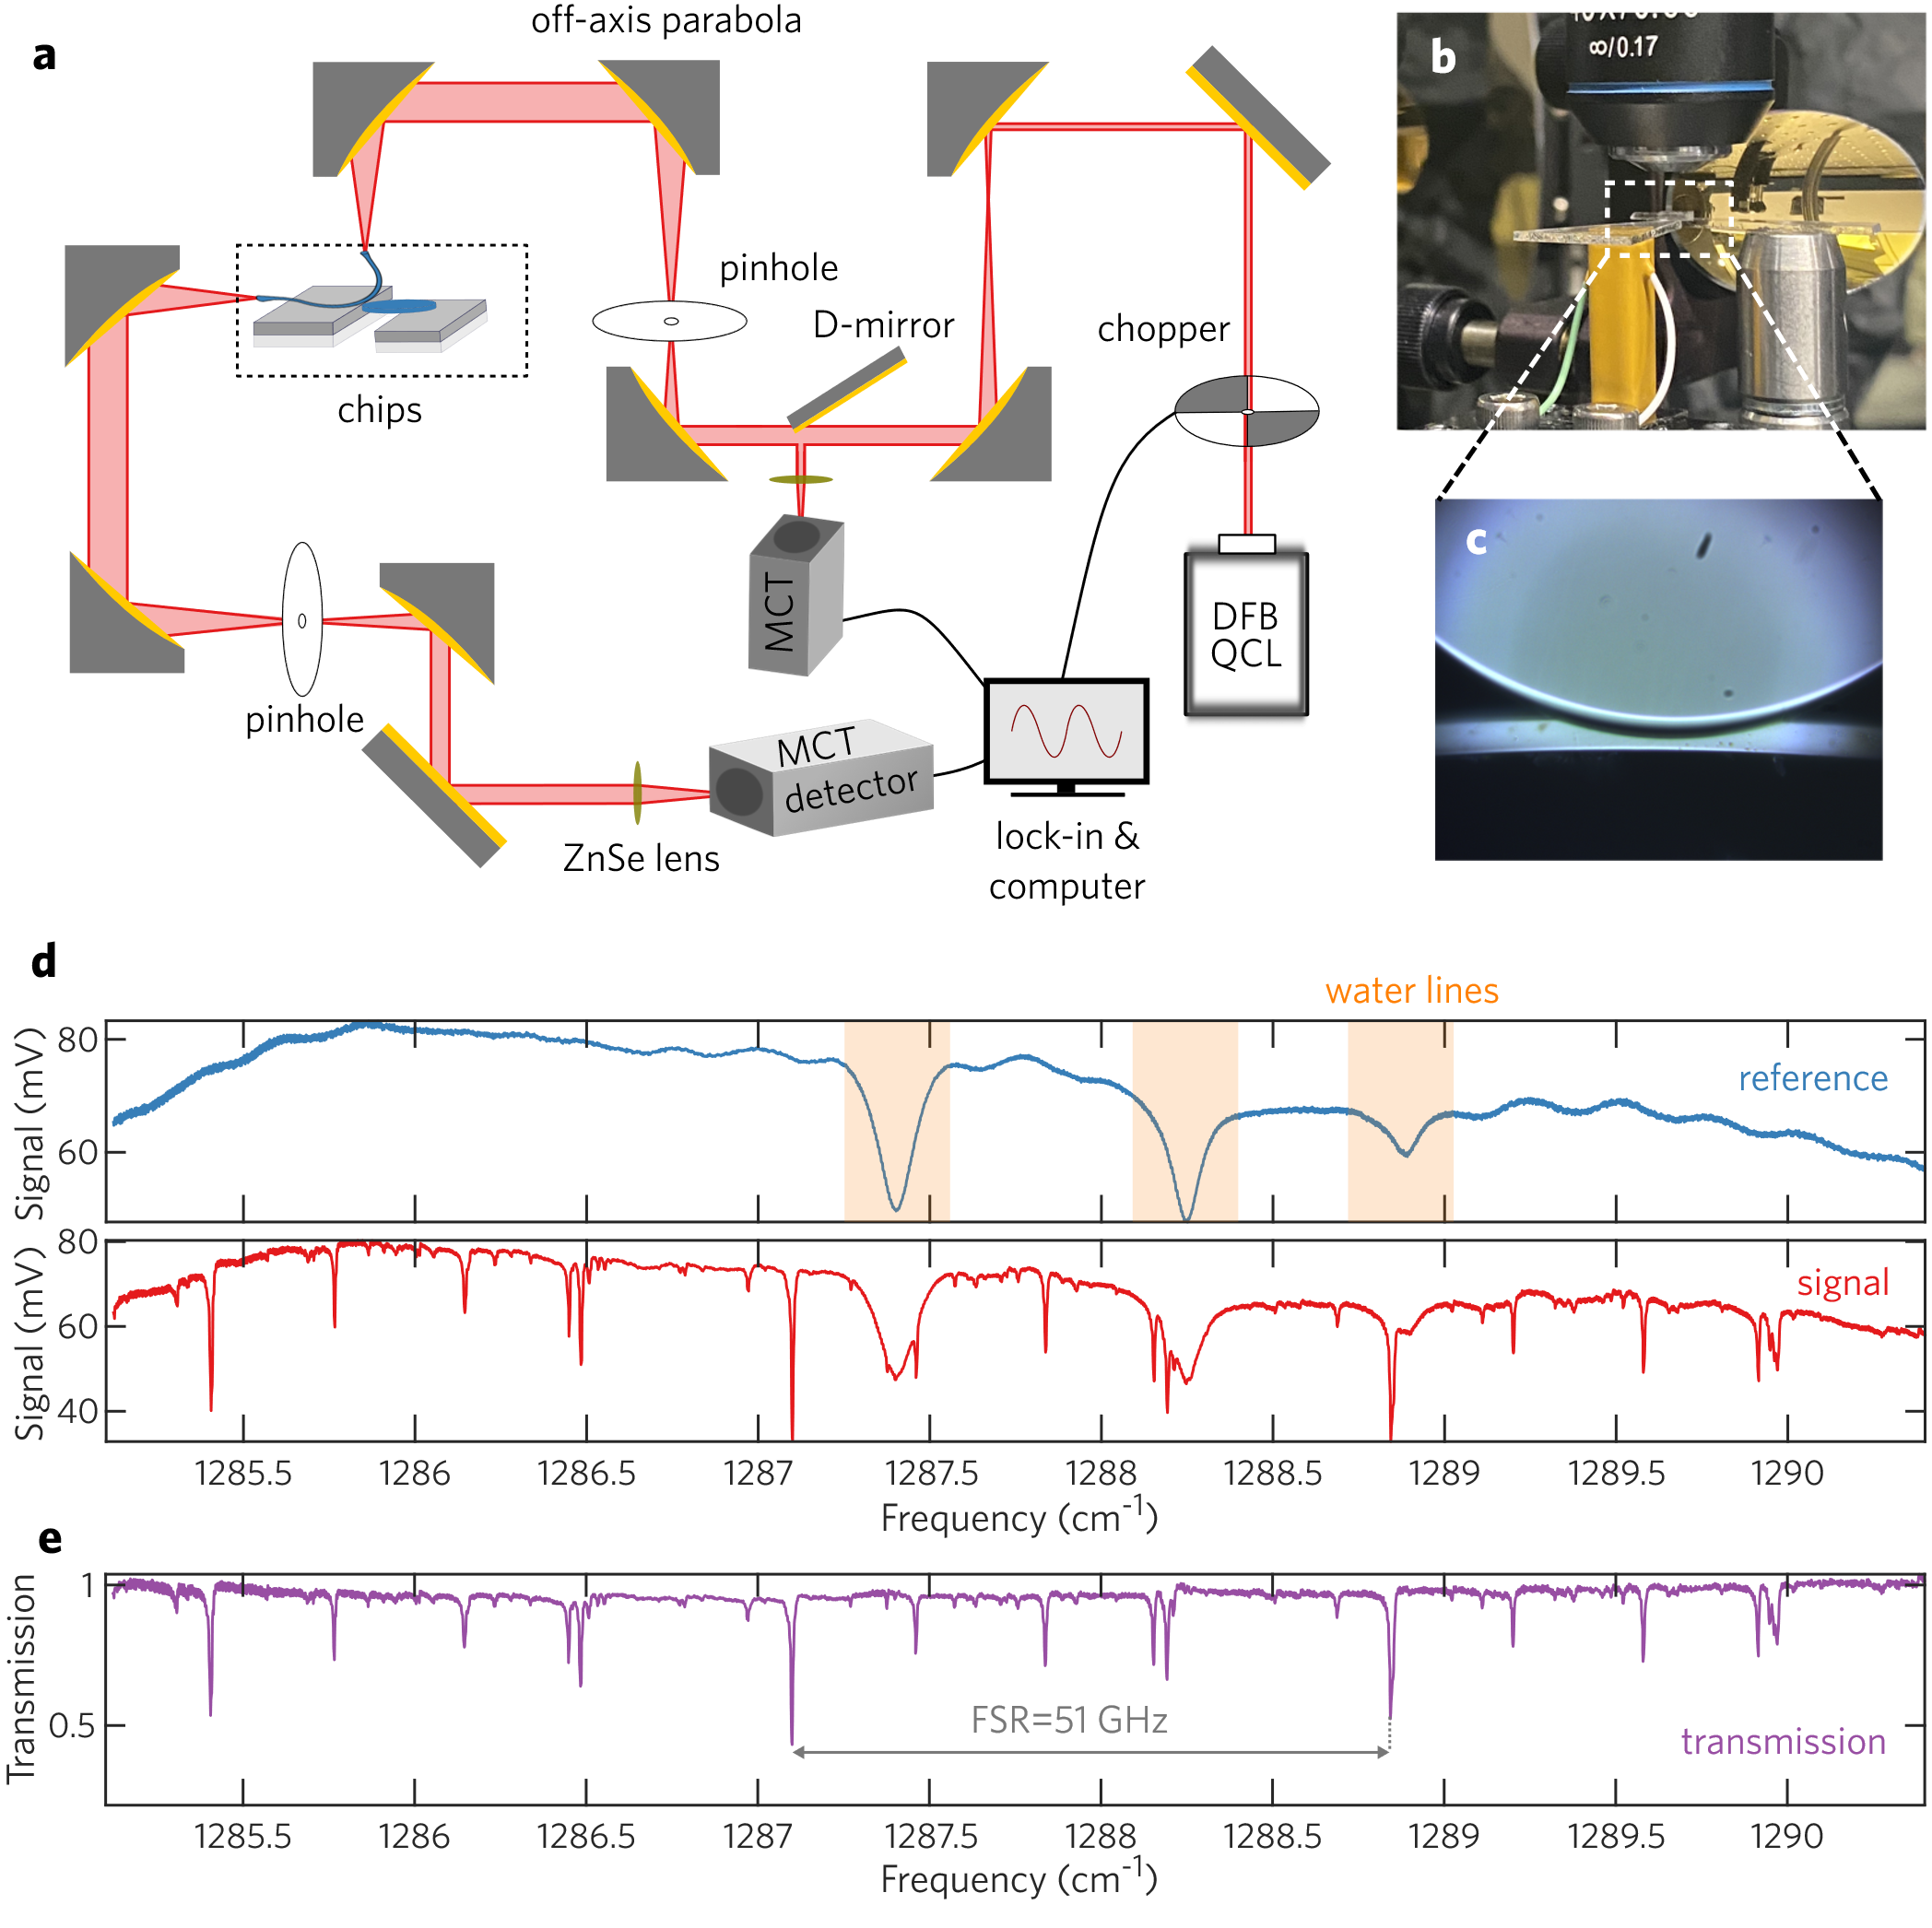 a
off-axis parabola
b
∞/0.17
pinhole
D-mirror
chopper
chips
c
MCT
DFB
QCL
pinhole
MCT
detector
ZnSe lens
lock-in &
computer
d
water lines
Signal (mV)
80
60
reference
Signal (mV)
80
60
40
signal
1285.5 1286 1286.5 1287 1287.5 1288 1288.5 1289 1289.5 1290
Frequency (cm⁻¹)
e
Transmission
1
0.5
FSR=51 GHz
transmission
1285.5 1286 1286.5 1287 1287.5 1288 1288.5 1289 1289.5 1290
Frequency (cm⁻¹)